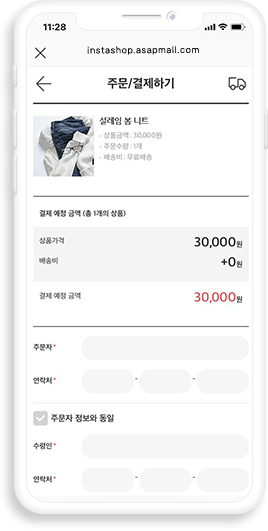 11:28
instashop.asapmall.com
주문/결제하기
설레임 봄 니트
- 상품금액 : 30,000원
- 주문수량 : 1개
- 배송비 : 무료배송
결제 예정 금액 (총 1개의 상품)
상품가격 30,000원
배송비 +0원
결제 예정 금액 30,000원
주문자*
연락처* - -
주문자 정보와 동일
수령인*
연락처* - -